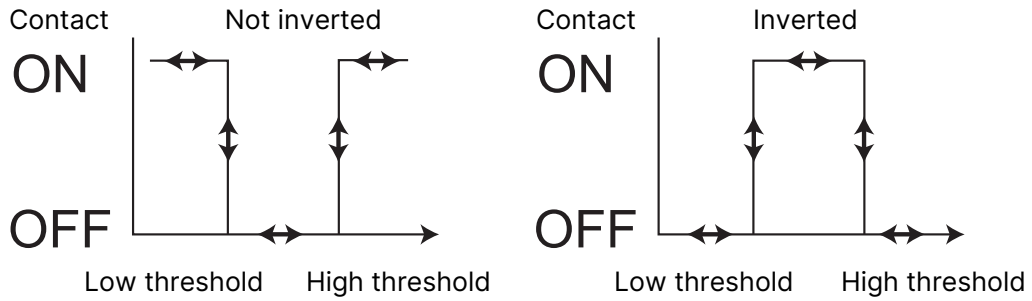 Contact
Not inverted
ON
OFF
Low threshold
High threshold
Contact
Inverted
ON
OFF
Low threshold
High threshold